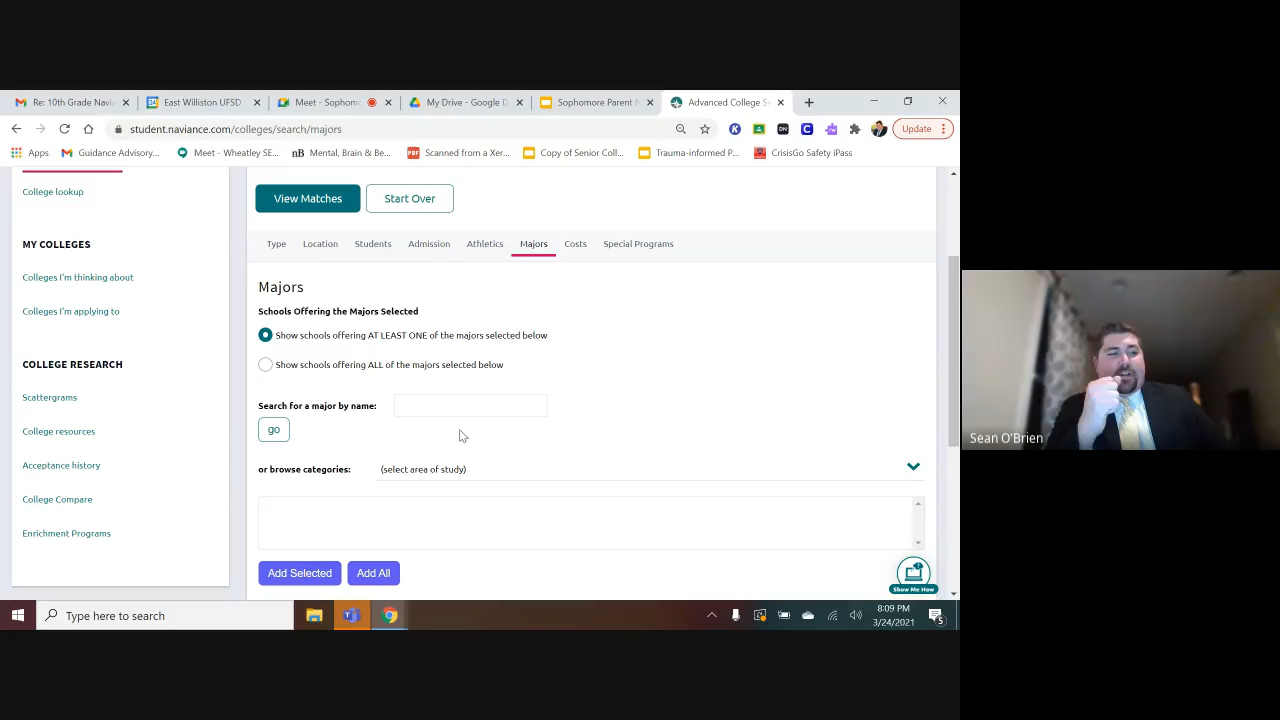 Re: 10th Grade Navia
East Williston UFSD
Meet - Sophom
My Drive - Google D
Sophomore Parent N
Advanced College S
student.naviance.com/colleges/search/majors
Update
Apps
Guidance Advisory...
Meet - Wheatley SE...
nB Mental, Brain & Be...
Scanned from a Xer...
Copy of Senior Coll...
Trauma-informed P...
CrisisGo Safety iPass
College lookup
View Matches
Start Over
MY COLLEGES
Type
Location
Students
Admission
Athletics
Majors
Costs
Special Programs
Colleges I'm thinking about
Majors
Colleges I'm applying to
Schools Offering the Majors Selected
Show schools offering AT LEAST ONE of the majors selected below
COLLEGE RESEARCH
Show schools offering ALL of the majors selected below
Scattergrams
Search for a major by name:
College resources
go
Acceptance history
or browse categories:
(select area of study)
College Compare
Enrichment Programs
Add Selected
Add All
Show Me How
Sean O'Brien
Type here to search
8:09 PM
3/24/2021
5